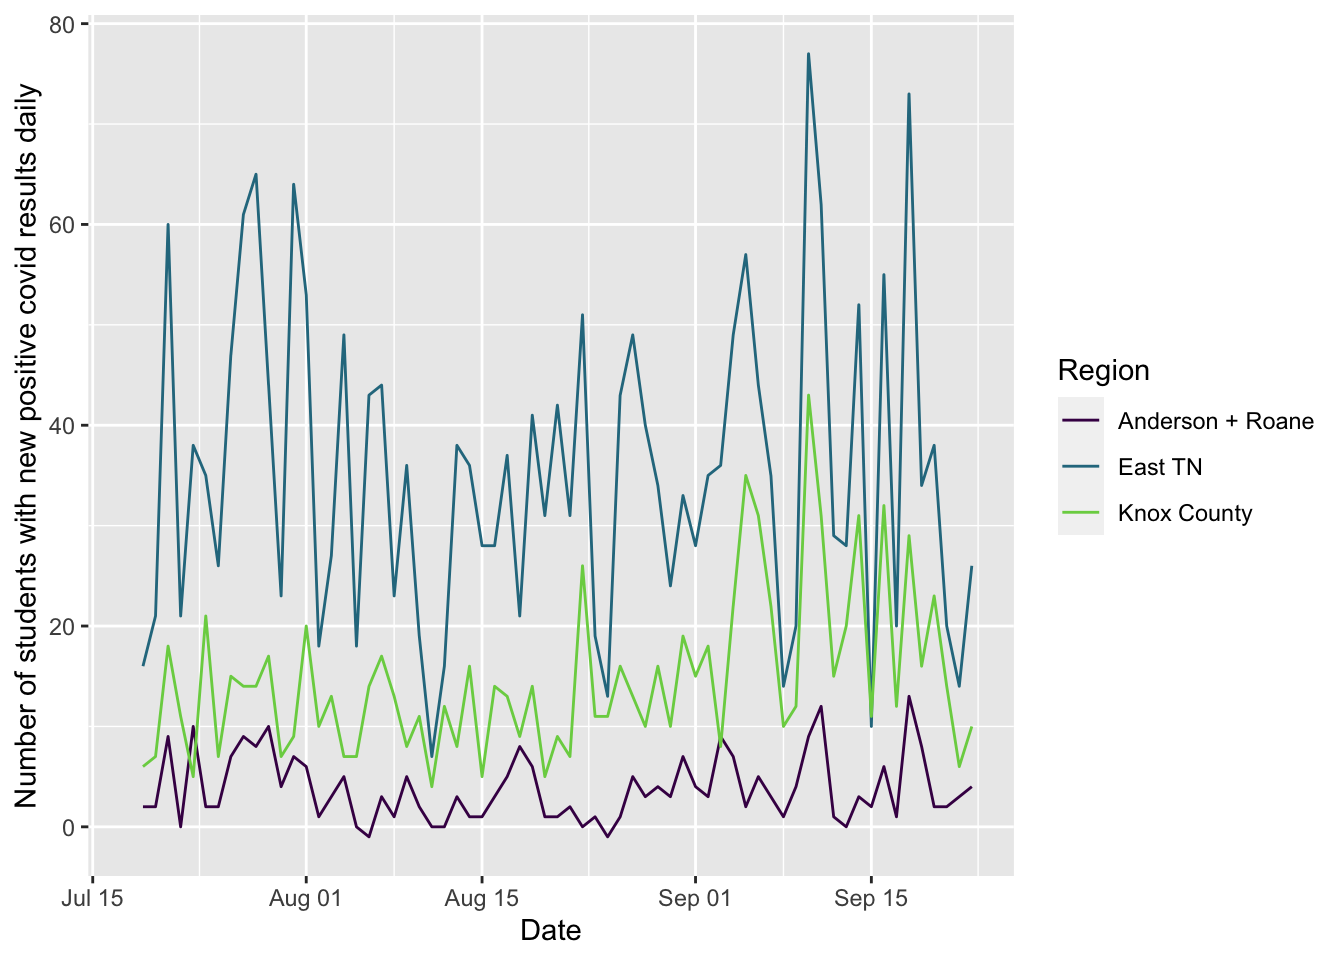 Number of students with new positive covid results daily
80
60
40
20
0
Jul 15
Aug 01
Aug 15
Sep 01
Sep 15
Date
Region
Anderson + Roane
East TN
Knox County